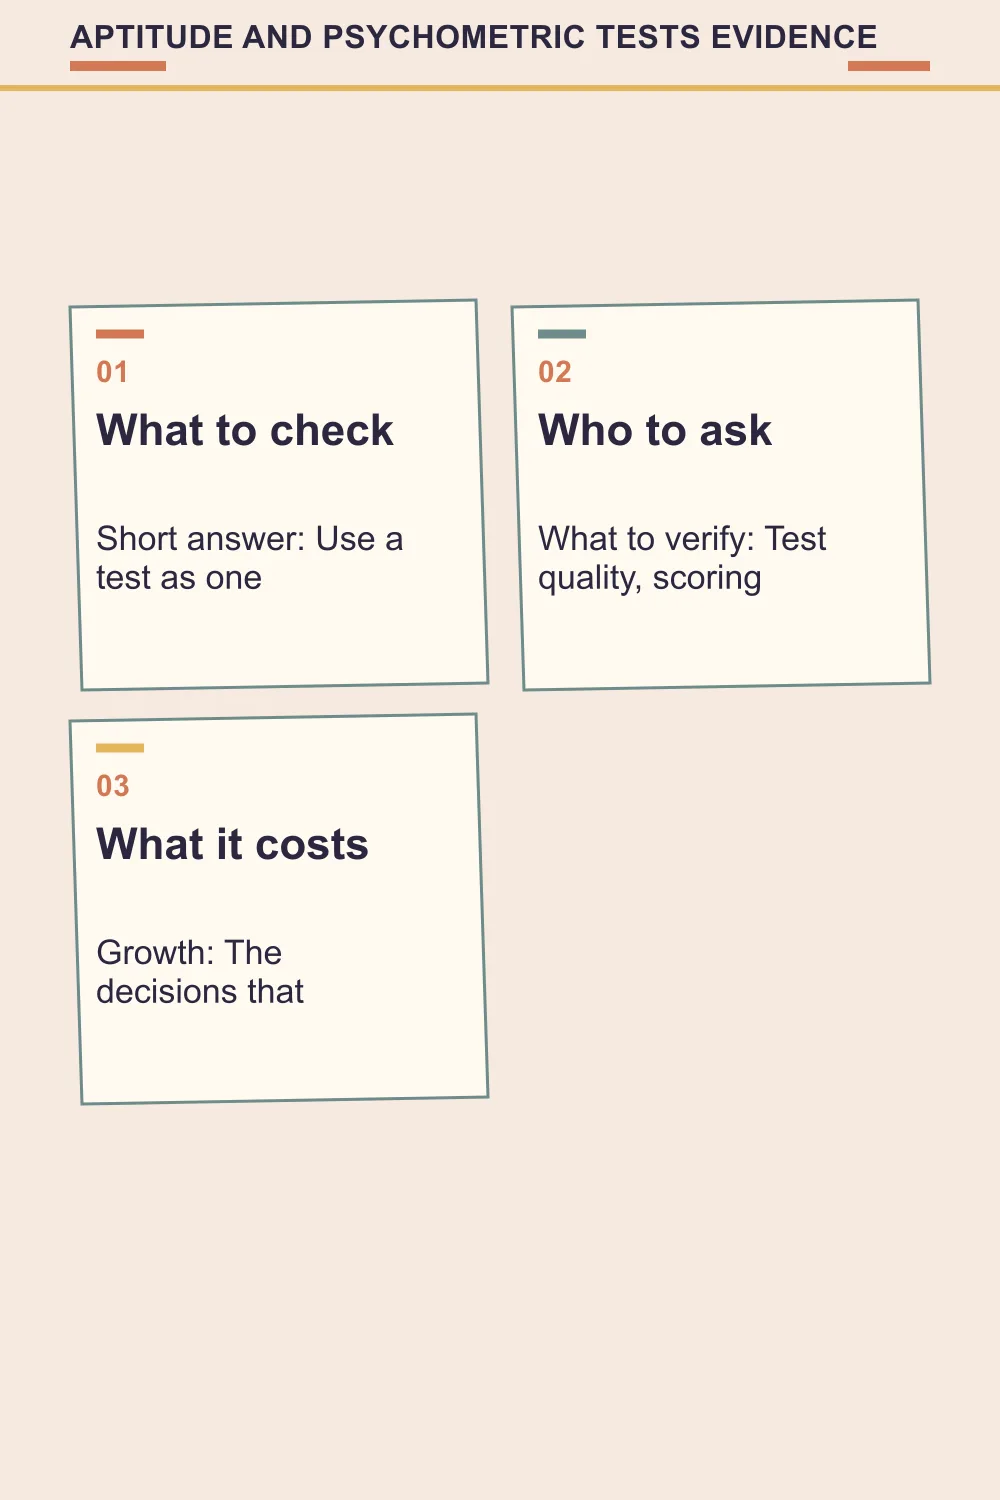 APTITUDE AND PSYCHOMETRIC TESTS EVIDENCE
01
What to check
Short answer: Use a
test as one
02
Who to ask
What to verify: Test
quality, scoring
03
What it costs
Growth: The
decisions that